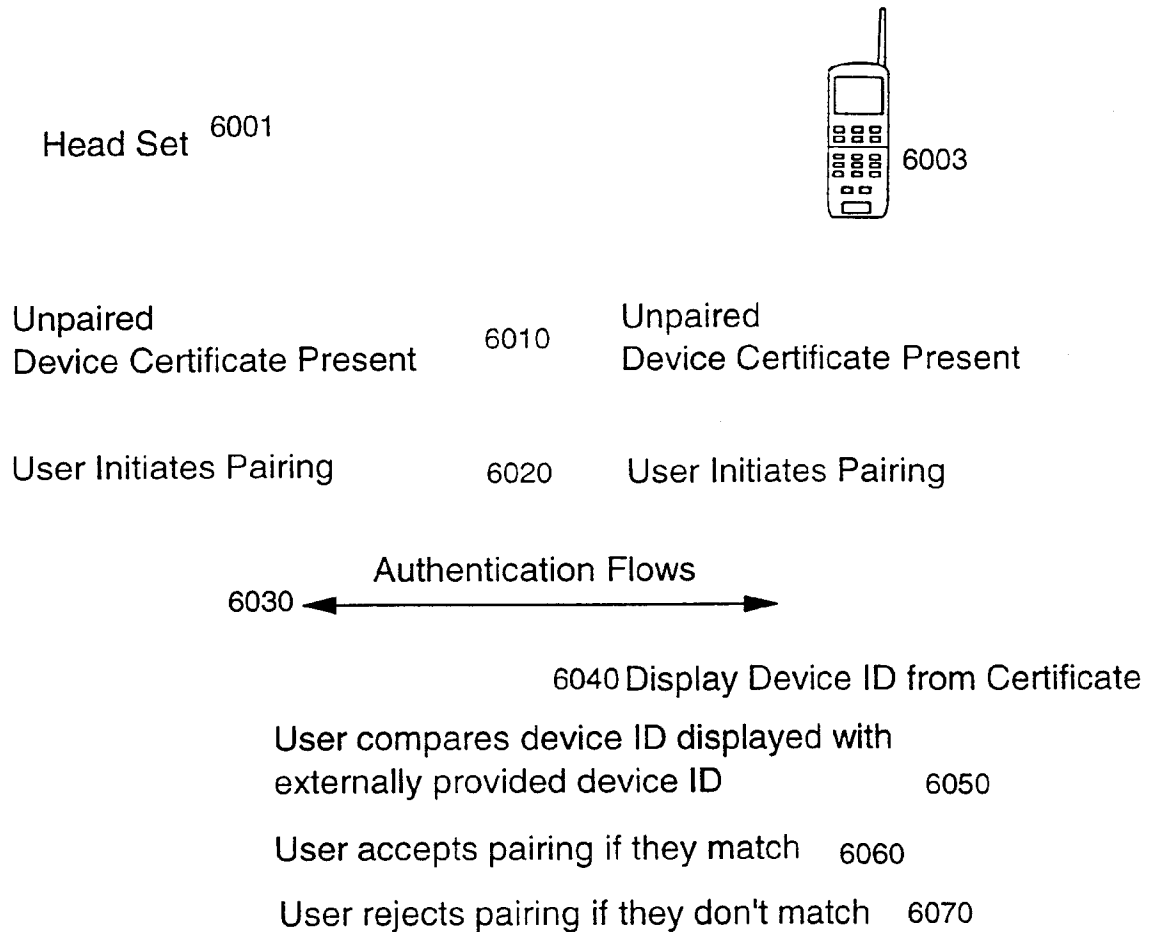 Head Set 6001
6003
Unpaired
Device Certificate Present
6010
Unpaired
Device Certificate Present
User Initiates Pairing 6020 User Initiates Pairing
Authentication Flows
6030
6040 Display Device ID from Certificate
User compares device ID displayed with
externally provided device ID 6050
User accepts pairing if they match 6060
User rejects pairing if they don't match 6070